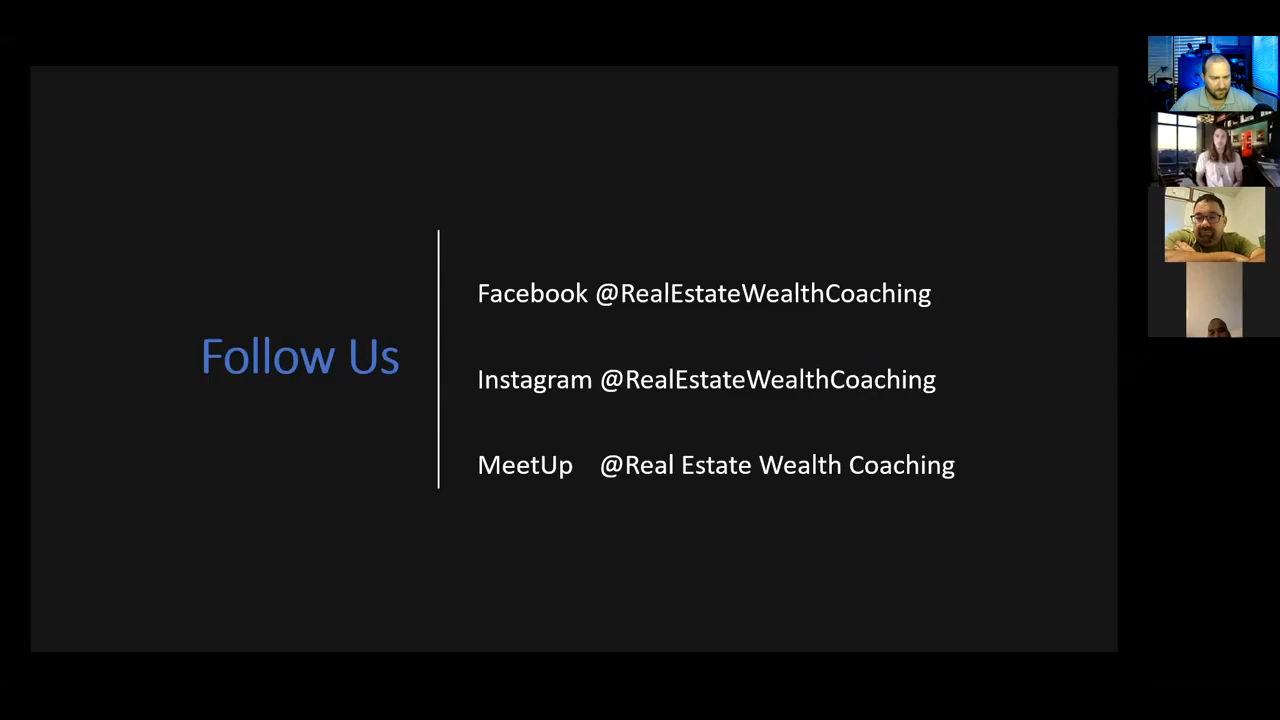 Follow Us
Facebook @RealEstateWealthCoaching
Instagram @RealEstateWealthCoaching
MeetUp @Real Estate Wealth Coaching